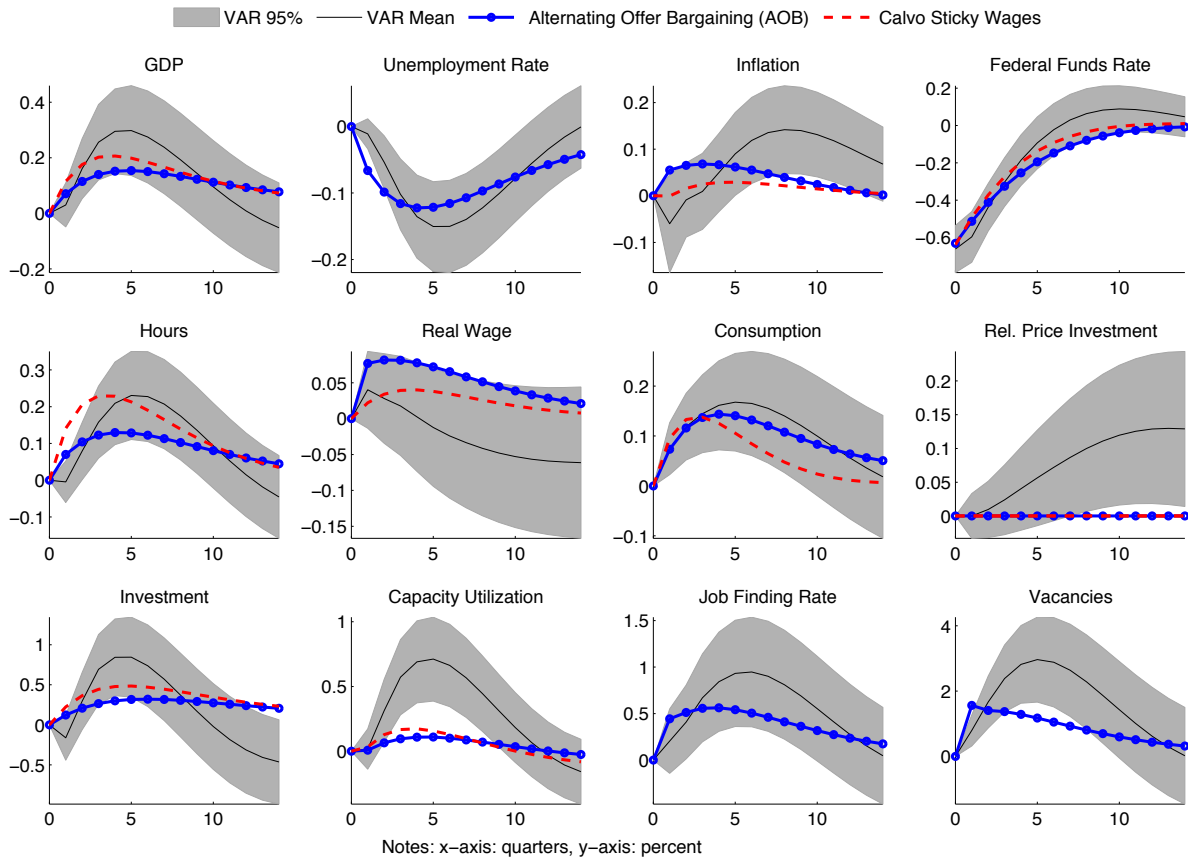 VAR 95% VAR Mean Alternating Offer Bargaining (AOB) Calvo Sticky Wages
GDP Unemployment Rate Inflation Federal Funds Rate
0.4
0.2
0
−0.2
0 5 10
0
−0.1
−0.2
0 5 10
0.2
0.1
0
−0.1
0 5 10
0.2
0
−0.2
−0.4
−0.6
0 5 10
Hours Real Wage Consumption Rel. Price Investment
0.3
0.2
0.1
0
−0.1
0 5 10
0.05
0
−0.05
−0.1
−0.15
0 5 10
0.2
0.1
0
−0.1
0 5 10
0.2
0.15
0.1
0.05
0
0 5 10
Investment Capacity Utilization Job Finding Rate Vacancies
1
0.5
0
−0.5
0 5 10
1
0.5
0
0 5 10
1.5
1
0.5
0
0 5 10
4
2
0
0 5 10
Notes: x−axis: quarters, y−axis: percent